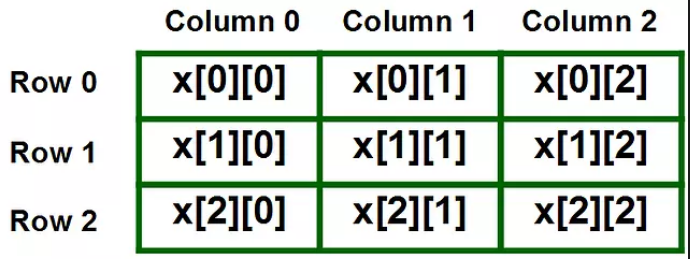 Column 0 Column 1 Column 2
Row 0 x[0][0] x[0][1] x[0][2]
Row 1 x[1][0] x[1][1] x[1][2]
Row 2 x[2][0] x[2][1] x[2][2]